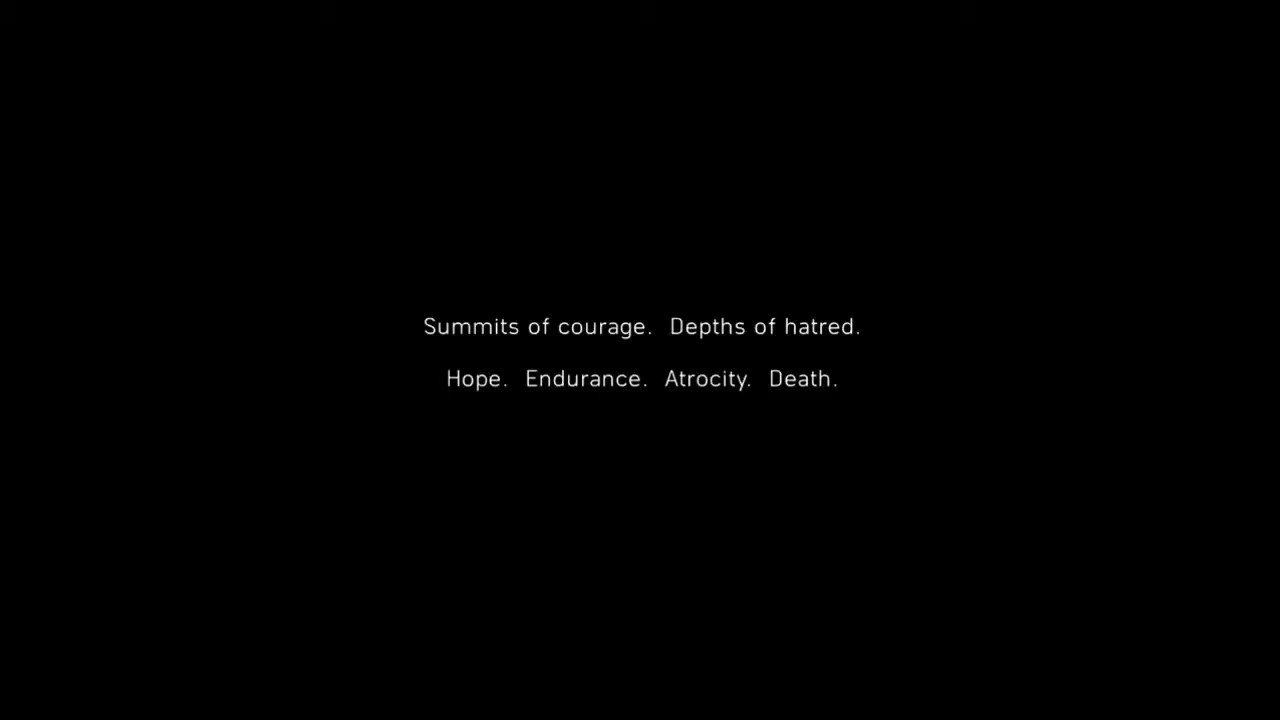 Summits of courage. Depths of hatred.
Hope. Endurance. Atrocity. Death.